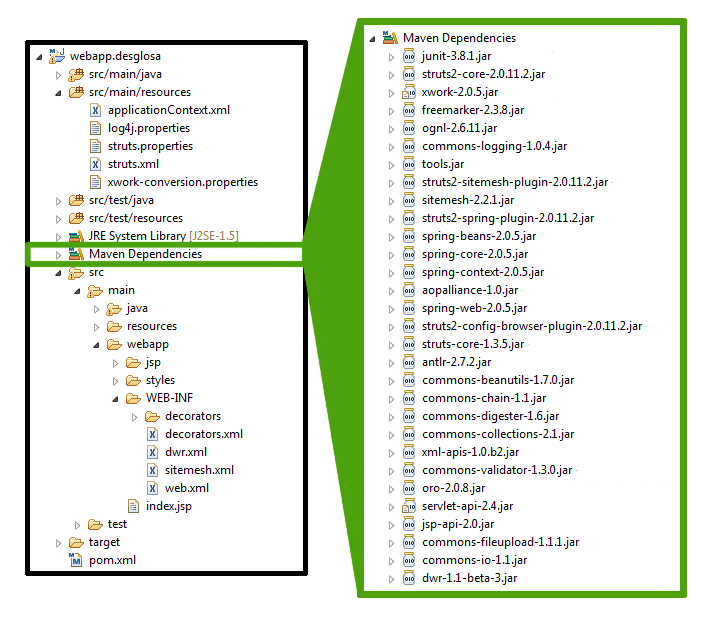 webapp.desglosa
src/main/java
src/main/resources
applicationContext.xml
log4j.properties
struts.properties
struts.xml
xwork-conversion.properties
src/test/java
src/test/resources
JRE System Library [J2SE-1.5]
Maven Dependencies
src
main
java
resources
webapp
jsp
styles
WEB-INF
decorators
decorators.xml
dwr.xml
sitemesh.xml
web.xml
index.jsp
test
target
pom.xml
Maven Dependencies
junit-3.8.1.jar
struts2-core-2.0.11.2.jar
xwork-2.0.5.jar
freemarker-2.3.8.jar
ognl-2.6.11.jar
commons-logging-1.0.4.jar
tools.jar
struts2-sitemesh-plugin-2.0.11.2.jar
sitemesh-2.2.1.jar
struts2-spring-plugin-2.0.11.2.jar
spring-beans-2.0.5.jar
spring-core-2.0.5.jar
spring-context-2.0.5.jar
aopalliance-1.0.jar
spring-web-2.0.5.jar
struts2-config-browser-plugin-2.0.11.2.jar
struts-core-1.3.5.jar
antlr-2.7.2.jar
commons-beanutils-1.7.0.jar
commons-chain-1.1.jar
commons-digester-1.6.jar
commons-collections-2.1.jar
xml-apis-1.0.b2.jar
commons-validator-1.3.0.jar
oro-2.0.8.jar
servlet-api-2.4.jar
jsp-api-2.0.jar
commons-fileupload-1.1.1.jar
commons-io-1.1.jar
dwr-1.1-beta-3.jar